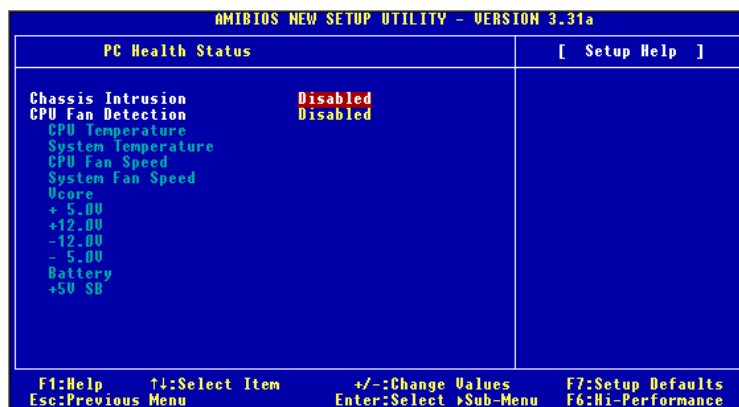 AMIBIOS NEW SETUP UTILITY - VERSION 3.31a
PC Health Status
[ Setup Help ]
Chassis Intrusion Disabled
CPU Fan Detection Disabled
CPU Temperature
System Temperature
CPU Fan Speed
System Fan Speed
Vcore
+ 5.0V
+12.0V
-12.0V
- 5.0V
Battery
+5V SB
F1:Help ↑↓:Select Item +/-:Change Values F7:Setup Defaults
Esc:Previous Menu Enter:Select ▸Sub-Menu F6:Hi-Performance